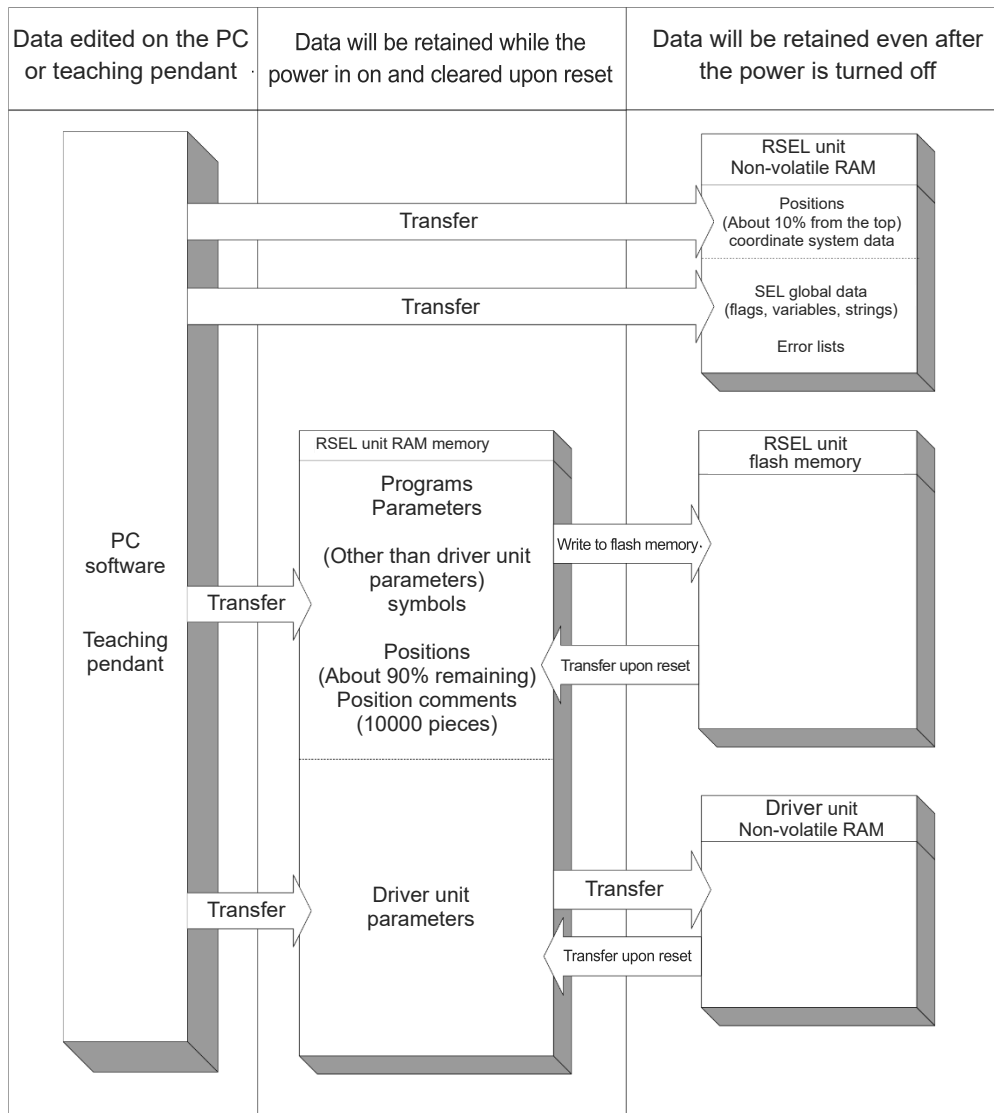 Data edited on the PC
or teaching pendant
Data will be retained while the
power in on and cleared upon reset
Data will be retained even after
the power is turned off
RSEL unit
Non-volatile RAM
Positions
(About 10% from the top)
coordinate system data
Transfer
SEL global data
(flags, variables, strings)
Transfer
Error lists
RSEL unit RAM memory
RSEL unit
flash memory
Programs
Parameters
(Other than driver unit
parameters)
symbols
Write to flash memory.
PC
software
Transfer
Teaching
pendant
Positions
(About 90% remaining)
Position comments
(10000 pieces)
Transfer upon reset
Driver unit
Non-volatile RAM
Transfer
Driver unit
parameters
Transfer
Transfer upon reset